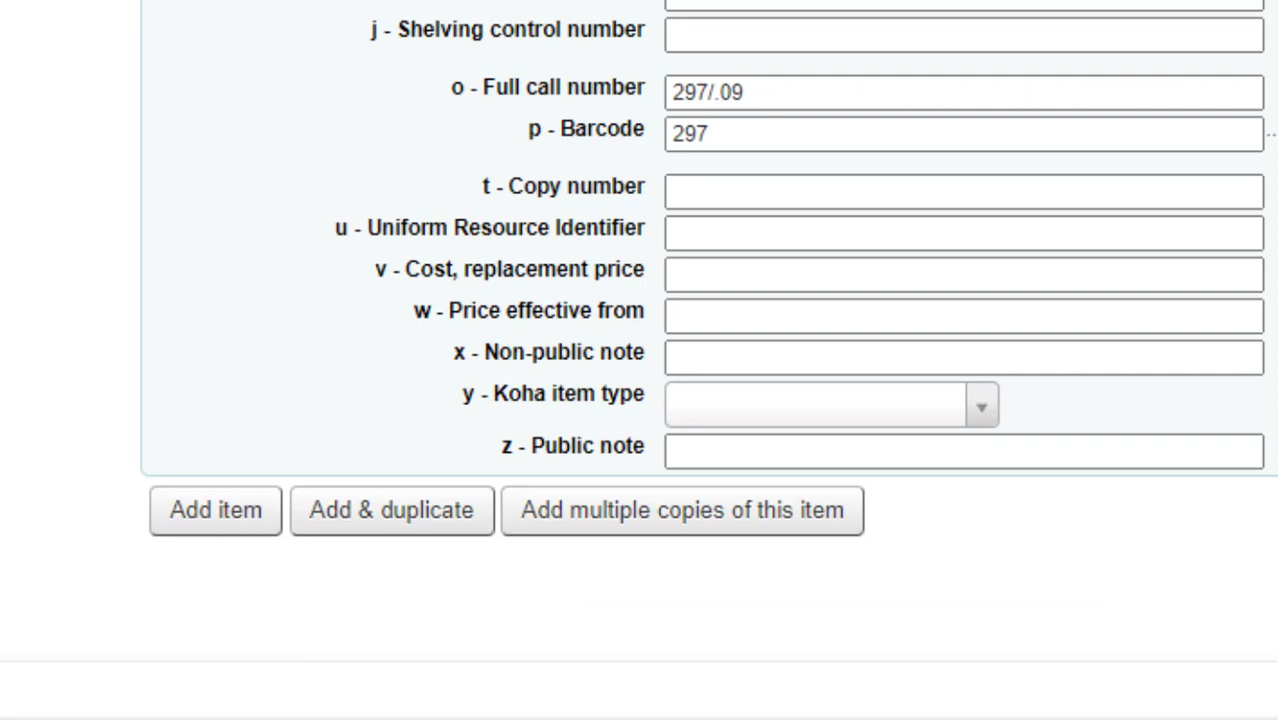 j - Shelving control number
o - Full call number 297/.09
p - Barcode 297
t - Copy number
u - Uniform Resource Identifier
v - Cost, replacement price
w - Price effective from
x - Non-public note
y - Koha item type
z - Public note
Add item Add & duplicate Add multiple copies of this item